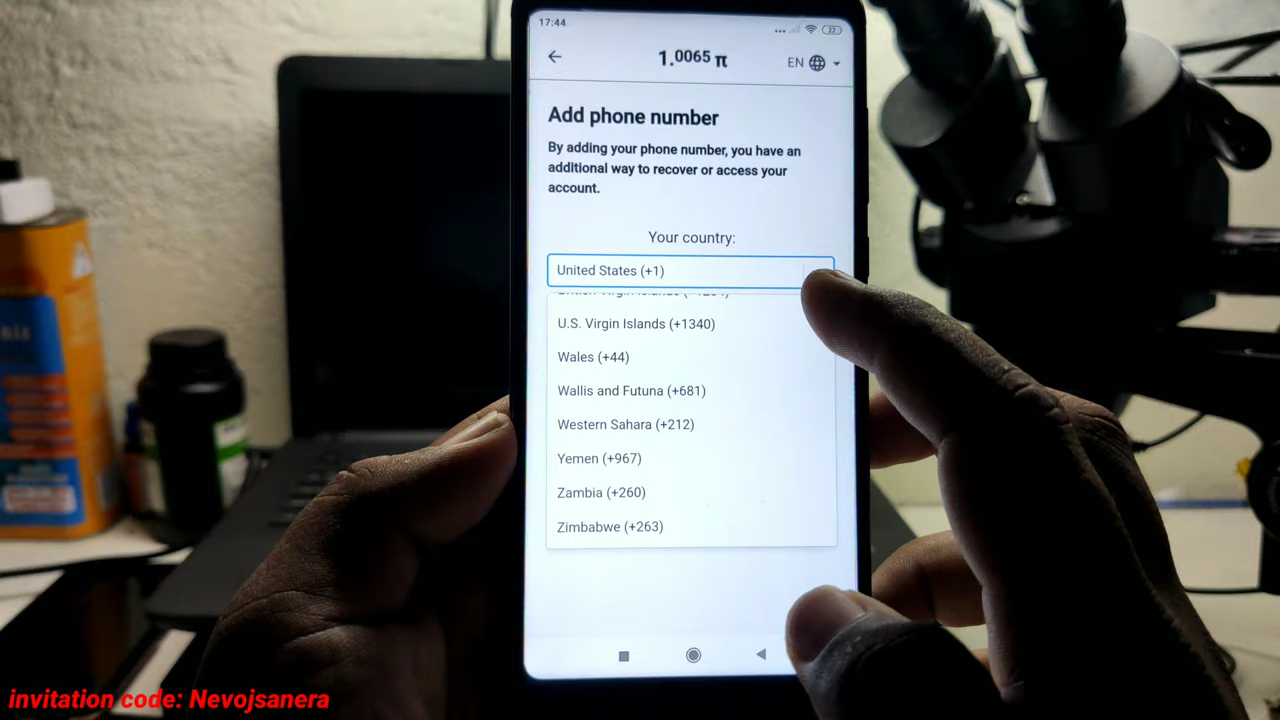 17:44
22
1.0065 π
EN
Add phone number
By adding your phone number, you have an
additional way to recover or access your
account.
Your country:
United States (+1)
U.S. Virgin Islands (+1340)
Wales (+44)
Wallis and Futuna (+681)
Western Sahara (+212)
Yemen (+967)
Zambia (+260)
Zimbabwe (+263)
invitation code: Nevojsanera